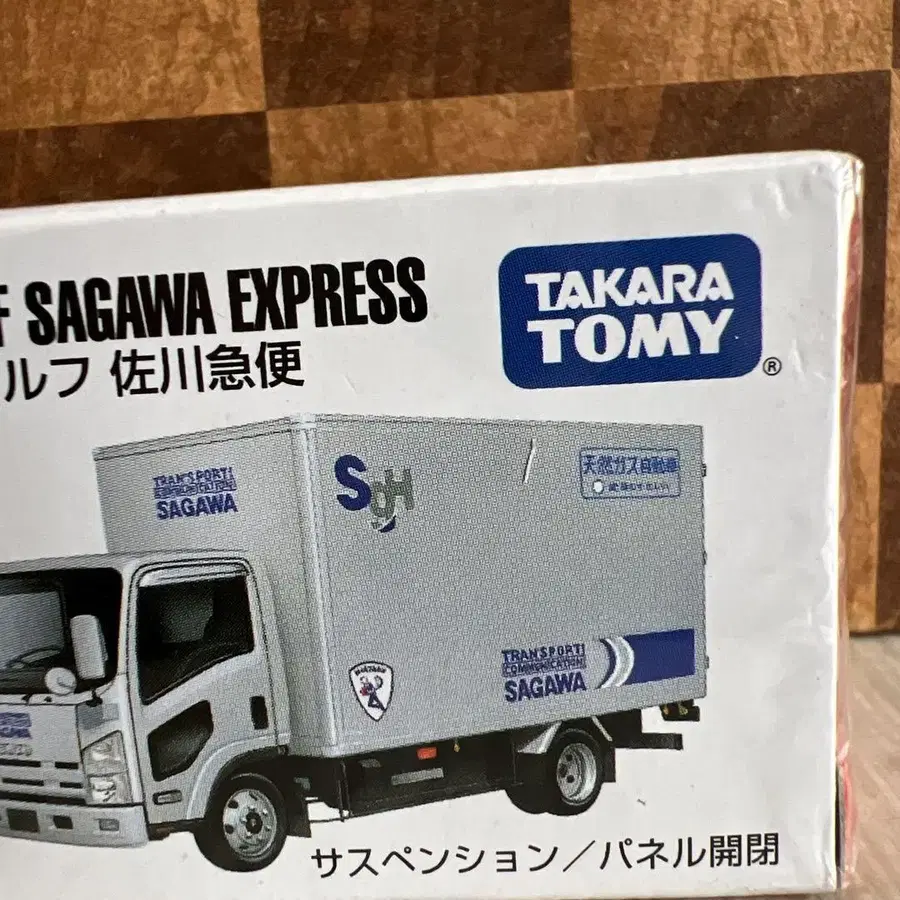 F SAGAWA EXPRESS
ルフ 佐川急便
TAKARA
TOMY
®
TRANSPORT!
COMMUNICATION
SAGAWA
SgH
天然ガス自動車
TRANSPORT!
COMMUNICATION
SAGAWA
サスペンション／パネル開閉